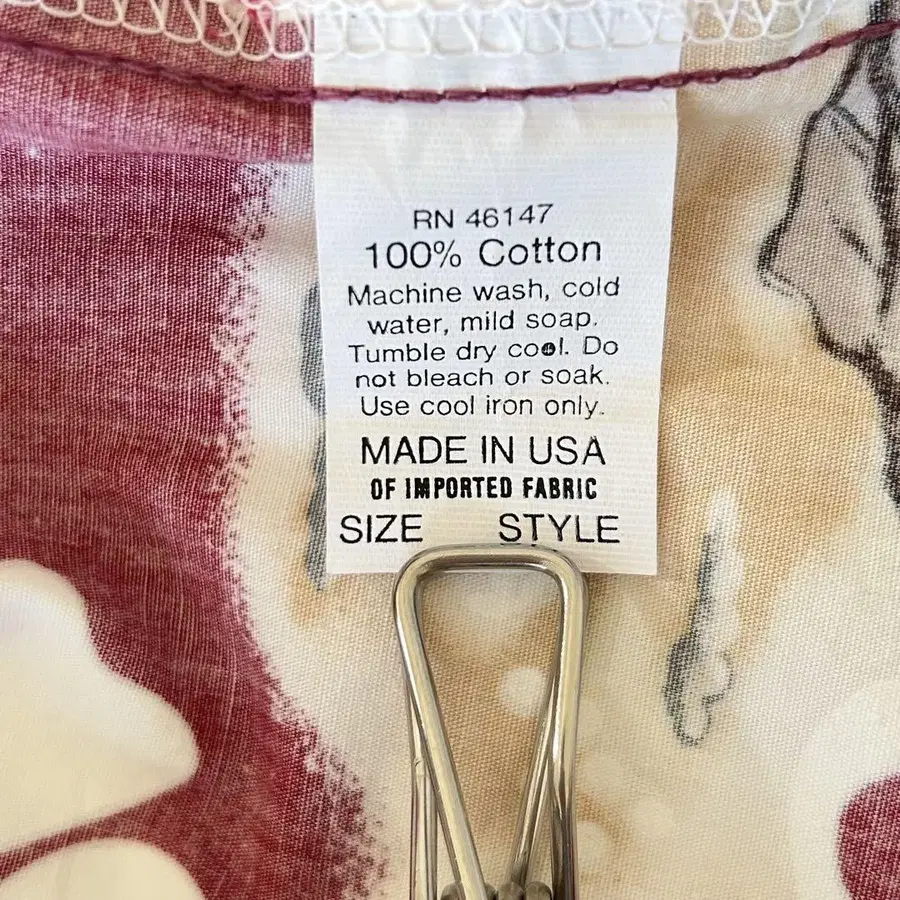 RN 46147
100% Cotton
Machine wash, cold
water, mild soap.
Tumble dry cool. Do
not bleach or soak.
Use cool iron only.
MADE IN USA
OF IMPORTED FABRIC
SIZE STYLE